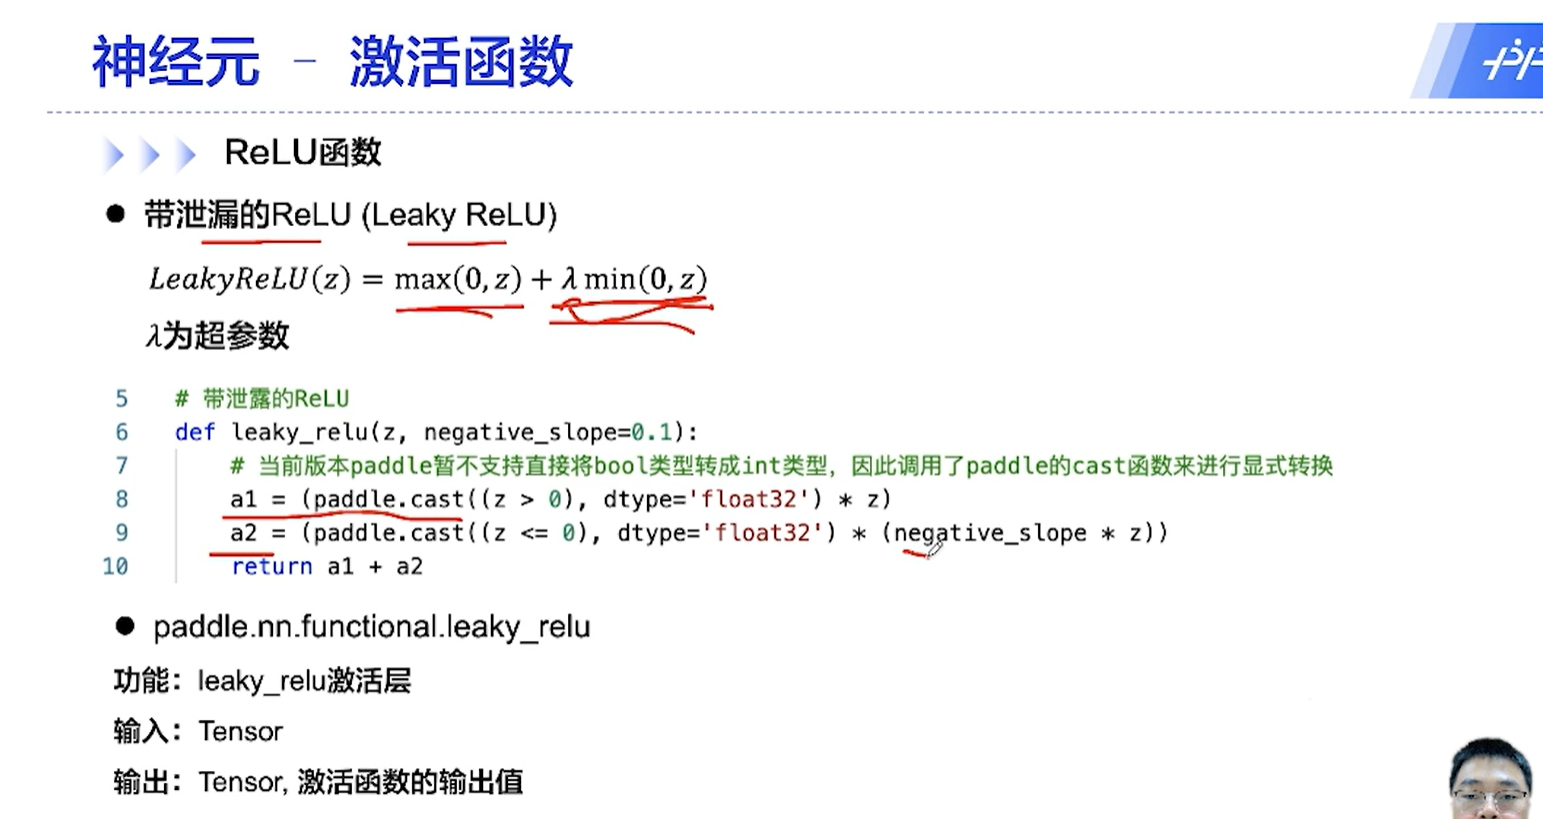 神经元 - 激活函数
ReLU函数
● 带泄漏的ReLU (Leaky ReLU)
LeakyReLU(z) = max(0, z) + λ min(0, z)
λ为超参数
5 # 带泄露的ReLU
6 def leaky_relu(z, negative_slope=0.1):
7 # 当前版本paddle暂不支持直接将bool类型转成int类型，因此调用了paddle的cast函数来进行显式转换
8 a1 = (paddle.cast((z > 0), dtype='float32') * z)
9 a2 = (paddle.cast((z <= 0), dtype='float32') * (negative_slope * z))
10 return a1 + a2
● paddle.nn.functional.leaky_relu
功能：leaky_relu激活层
输入：Tensor
输出：Tensor, 激活函数的输出值